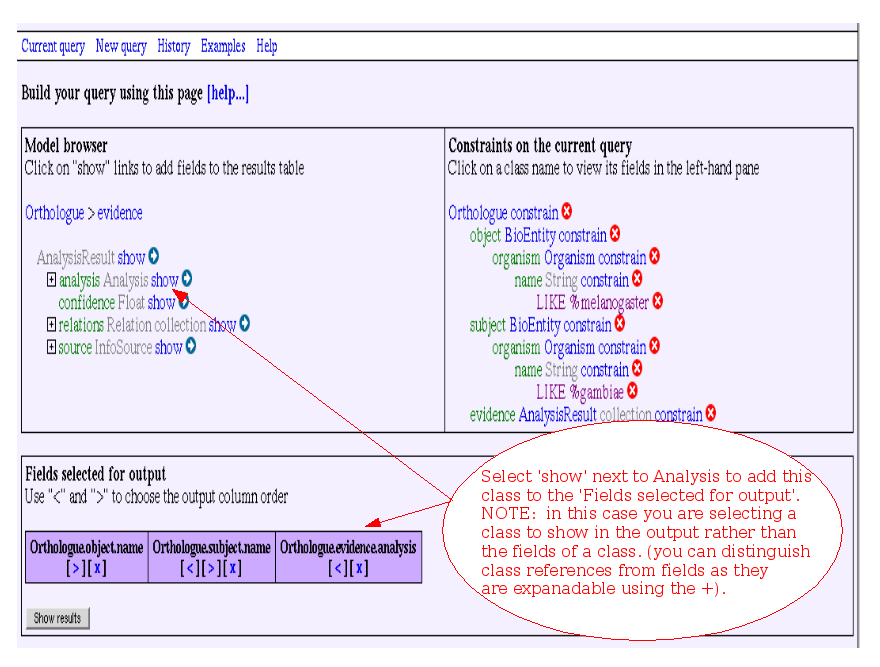 Current query New query History Examples Help
Build your query using this page [help...]
Model browser
Click on "show" links to add fields to the results table
Orthologue > evidence
AnalysisResult show
+ analysis Analysis show
confidence Float show
+ relations Relation collection show
+ source InfoSource show
Constraints on the current query
Click on a class name to view its fields in the left-hand pane
Orthologue constrain
object BioEntity constrain
organism Organism constrain
name String constrain
LIKE %melanogaster
subject BioEntity constrain
organism Organism constrain
name String constrain
LIKE %gambiae
evidence AnalysisResult collection constrain
Fields selected for output
Use "<" and ">" to choose the output column order
Orthologue.object.name Orthologue.subject.name Orthologue.evidence.analysis
[>][x] [<][>][x] [<][x]
Show results
Select 'show' next to Analysis to add this
class to the 'Fields selected for output'.
NOTE: in this case you are selecting a
class to show in the output rather than
the fields of a class. (you can distinguish
class references from fields as they
are expanadable using the +).